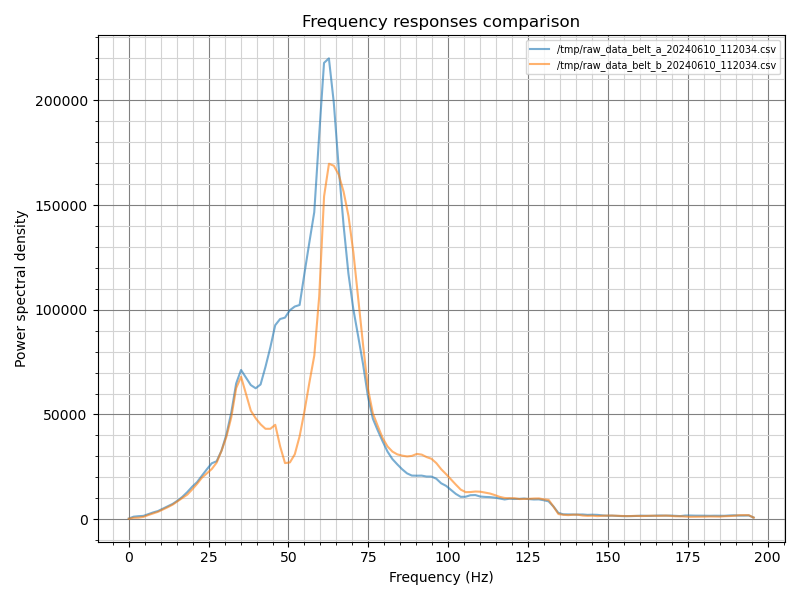 Frequency responses comparison
/tmp/raw_data_belt_a_20240610_112034.csv
/tmp/raw_data_belt_b_20240610_112034.csv
200000
150000
100000
50000
0
Power spectral density
0 25 50 75 100 125 150 175 200
Frequency (Hz)